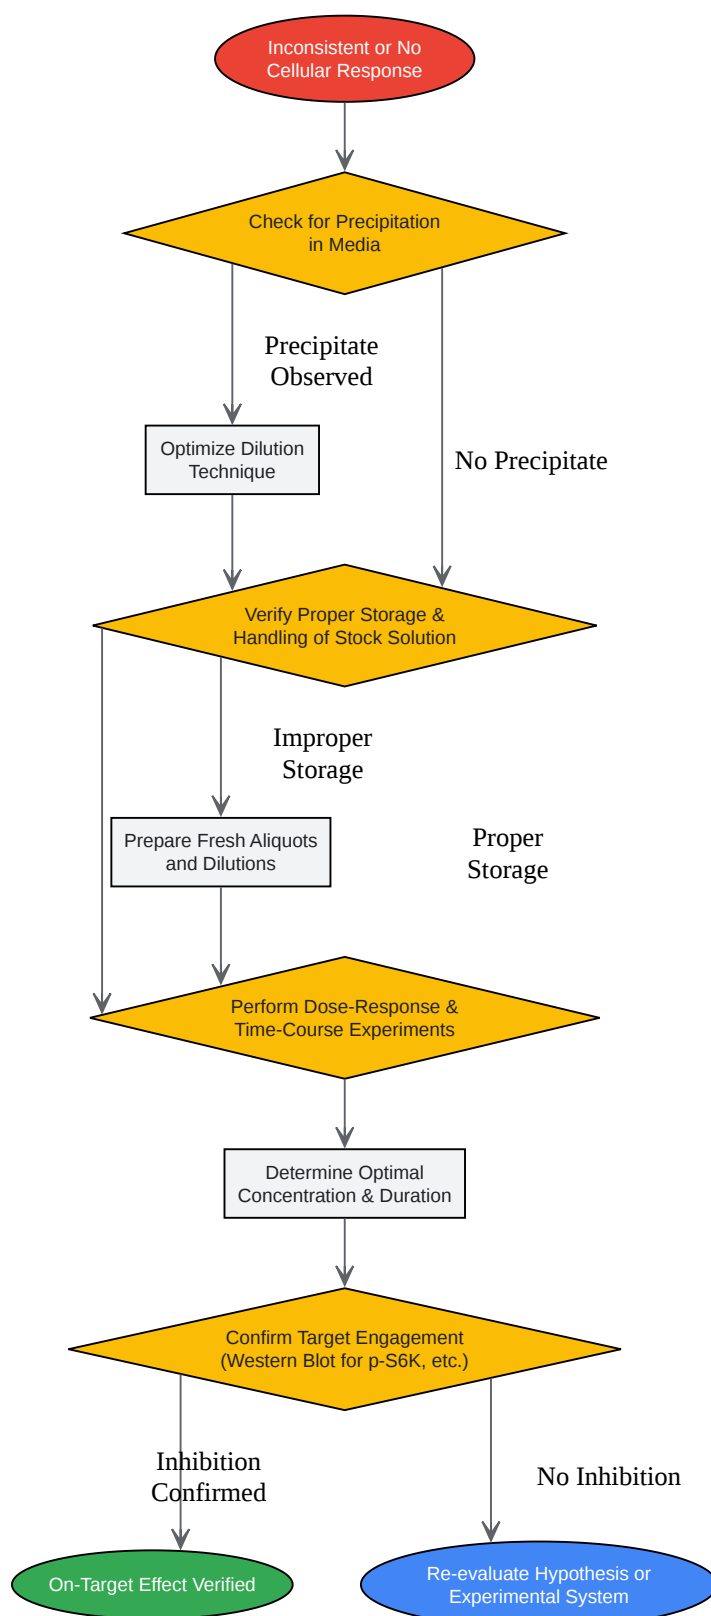 Inconsistent or No
Cellular Response
Check for Precipitation
in Media
Precipitate
Observed
Optimize Dilution
Technique
No Precipitate
Verify Proper Storage &
Handling of Stock Solution
Improper
Storage
Prepare Fresh Aliquots
and Dilutions
Proper
Storage
Perform Dose-Response &
Time-Course Experiments
Determine Optimal
Concentration & Duration
Confirm Target Engagement
(Western Blot for p-S6K, etc.)
Inhibition
Confirmed
No Inhibition
On-Target Effect Verified
Re-evaluate Hypothesis or
Experimental System